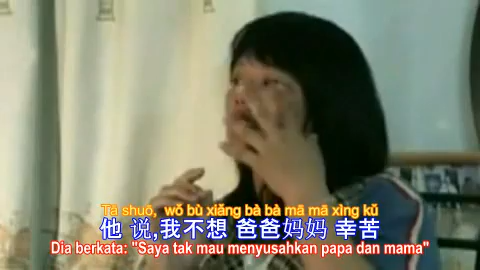 Tā shuō, wǒ bù xiǎng bà bà mā mā xìng kǔ
他 说,我不想 爸爸妈妈 幸苦
Dia berkata: "Saya tak mau menyusahkan papa dan mama"